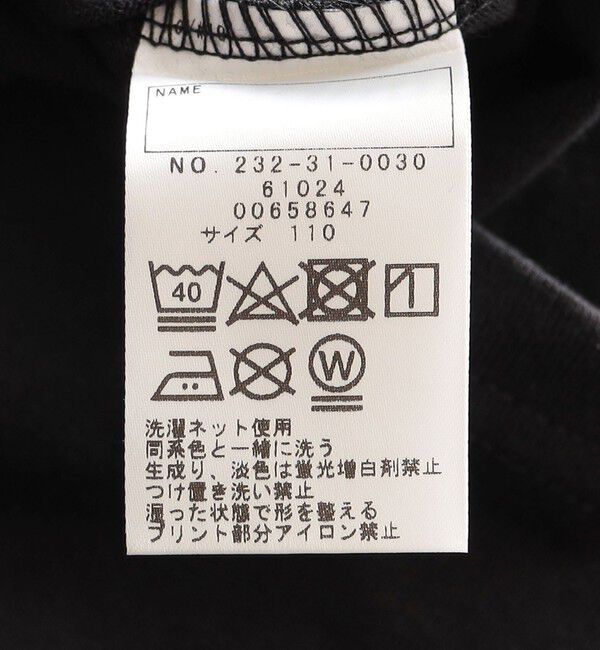 NAME
NO. 232-31-0030
61024
00658647
サイズ 110
40
W
洗濯ネット使用
同系色と一緒に洗う
生成り、淡色は蛍光増白剤禁止
つけ置き洗い禁止
湿った状態で形を整える
プリント部分アイロン禁止